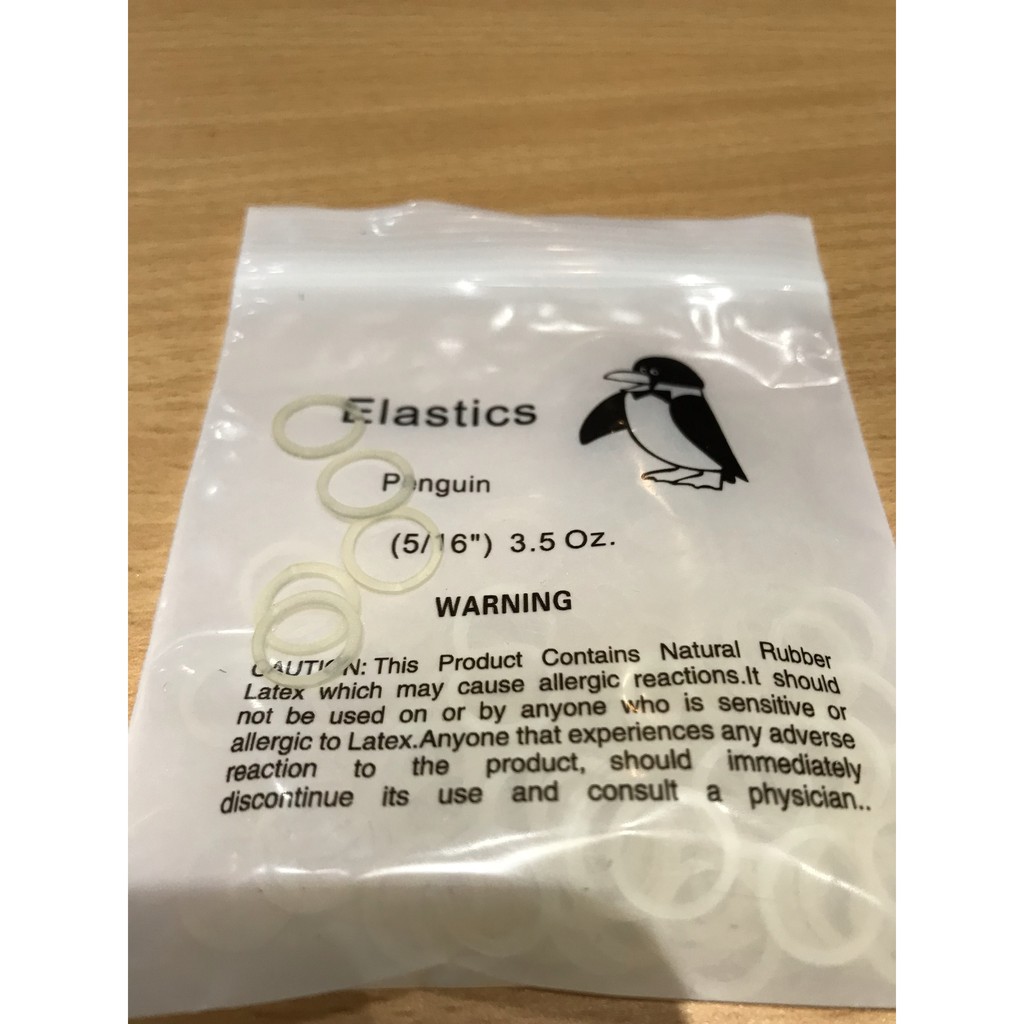 Elastics
Penguin
(5/16") 3.5 Oz.
WARNING
CAUTION: This Product Contains Natural Rubber
Latex which may cause allergic reactions.It should
not be used on or by anyone who is sensitive or
allergic to Latex.Anyone that experiences any adverse
reaction to the product, should immediately
discontinue its use and consult a physician..